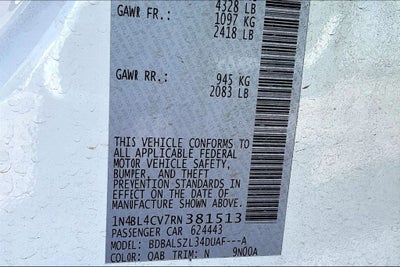 4328 LB
GAWR FR.: 1097 KG
2418 LB
GAWR RR.: 945 KG
2083 LB
THIS VEHICLE CONFORMS TO
ALL APPLICABLE FEDERAL
MOTOR VEHICLE SAFETY,
BUMPER, AND THEFT
PREVENTION STANDARDS IN
EFFECT ON THE DATE OF
MANUFACTURE SHOWN ABOVE.
1N4BL4CV7RN381513
PASSENGER CAR 624443
MODEL: BDBALSZL34DUAF---A
COLOR: QAB TRIM: N 9N00A